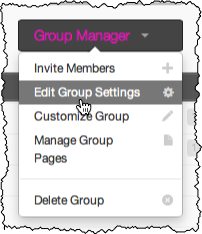 Group Manager
Invite Members
Edit Group Settings
Customize Group
Manage Group
Pages
Delete Group